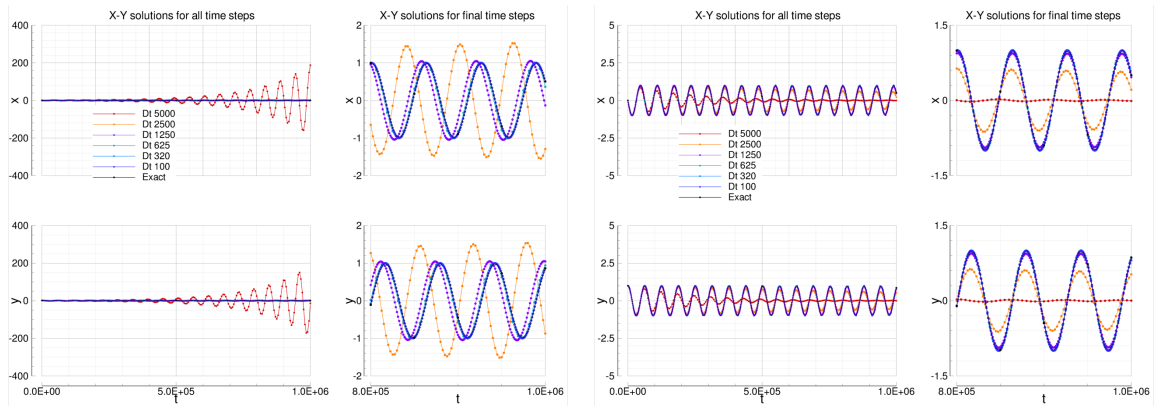 X-Y solutions for all time steps
400
200
0
-200
-400
x
Dt 5000
Dt 2500
Dt 1250
Dt 625
Dt 320
Dt 100
Exact
X-Y solutions for final time steps
2
1
0
-1
-2
x
400
200
0
-200
-400
y
0.0E+00
5.0E+05
1.0E+06
t
2
1
0
-1
-2
y
8.0E+05
1.0E+06
t
X-Y solutions for all time steps
5
2.5
0
-2.5
-5
x
Dt 5000
Dt 2500
Dt 1250
Dt 625
Dt 320
Dt 100
Exact
X-Y solutions for final time steps
1.5
0
-1.5
x
5
2.5
0
-2.5
-5
y
0.0E+00
5.0E+05
1.0E+06
t
1.5
0
-1.5
y
8.0E+05
1.0E+06
t